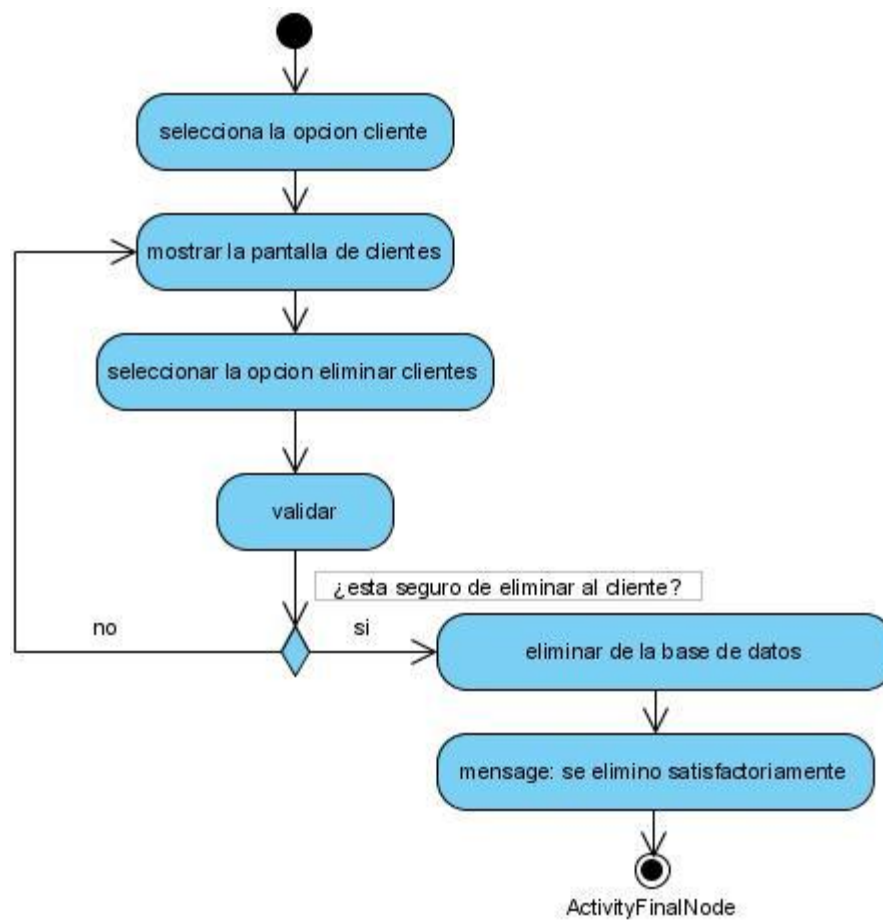 selecciona la opcion cliente
mostrar la pantalla de clientes
seleccionar la opcion eliminar clientes
validar
¿esta seguro de eliminar al cliente?
no
si
eliminar de la base de datos
mensage: se elimino satisfactoriamente
ActivityFinalNode